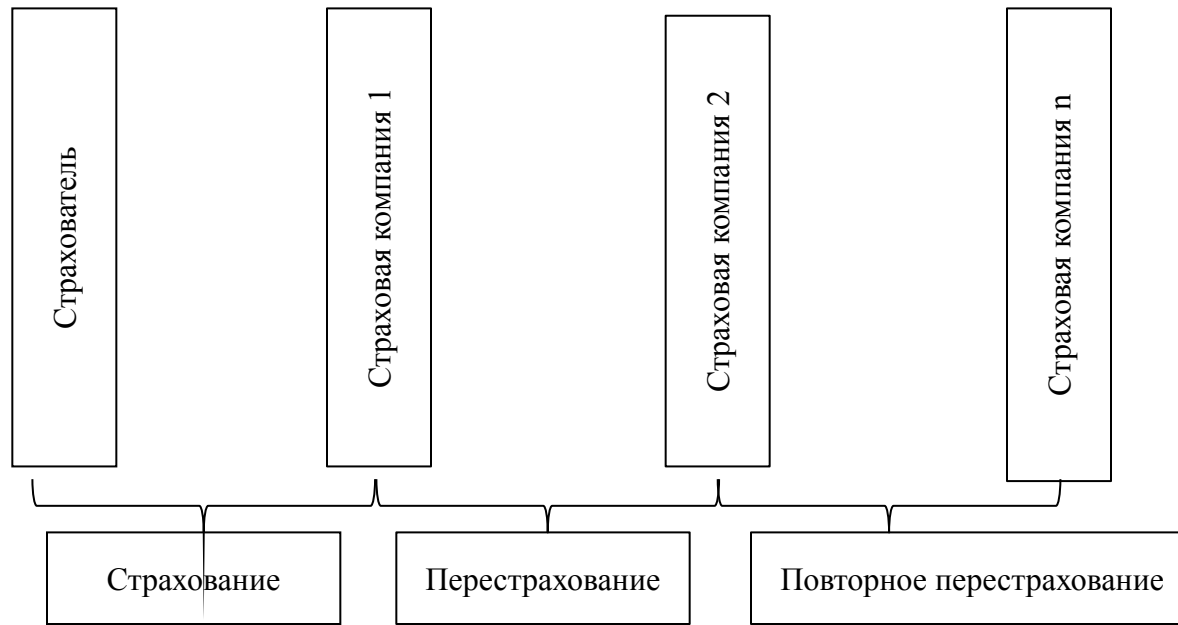 Страхователь
Страховая компания 1
Страховая компания 2
Страховая компания n
Страхование
Перестрахование
Повторное перестрахование